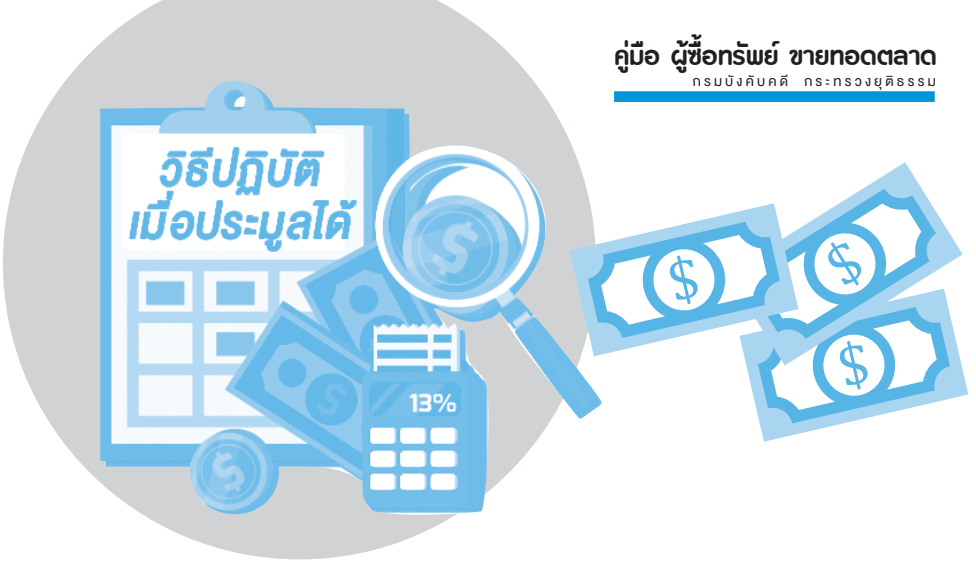 คู่มือ ผู้ซื้อทรัพย์ ขายทอดตลาด
กรมบังคับคดี กระทรวงยุติธรรม
วิธีปฏิบัติ
เมื่อประมูลได้
$
$
$
$
13%
$
$